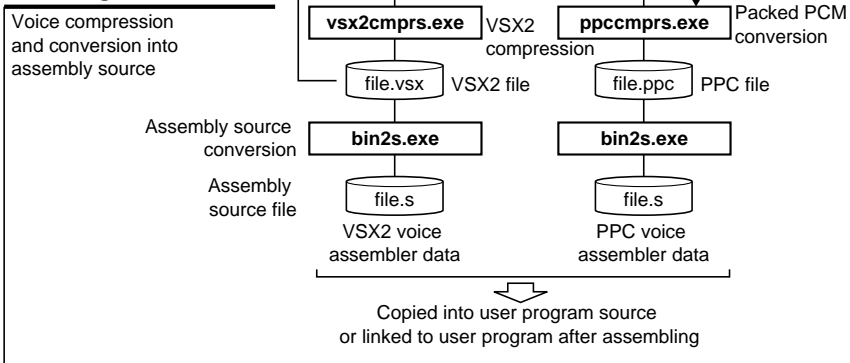 Voice compression
and conversion into
assembly source
vsx2cmprs.exe
VSX2
compression
ppccmprs.exe
Packed PCM
conversion
file.vsx
VSX2 file
file.ppc
PPC file
Assembly source
conversion
bin2s.exe
bin2s.exe
Assembly
source file
file.s
file.s
VSX2 voice
assembler data
PPC voice
assembler data
Copied into user program source
or linked to user program after assembling